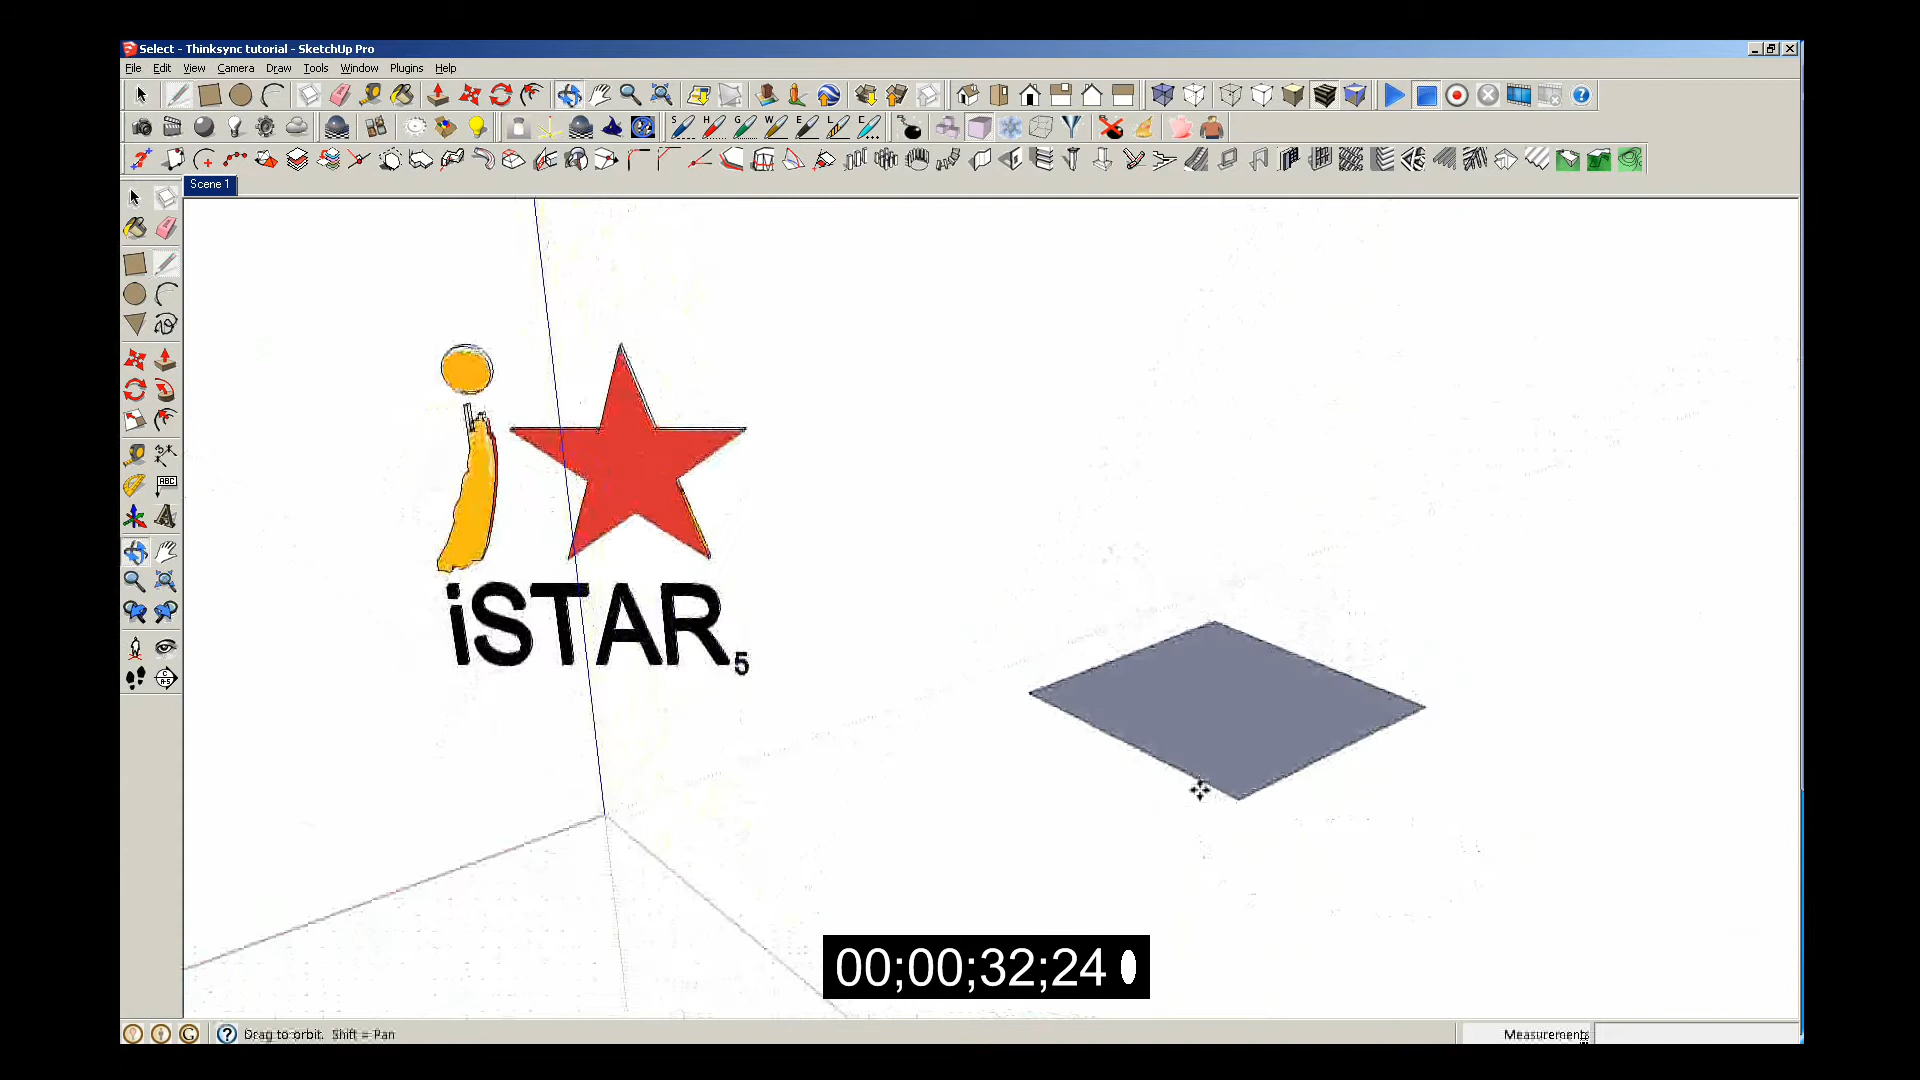 Select - Thinksync tutorial - SketchUp Pro
File Edit View Camera Draw Tools Window Plugins Help
S H G W E L C
Scene 1
ABC
iSTAR5
00;00;32;24
Drag to orbit. Shift = Pan
Measurements